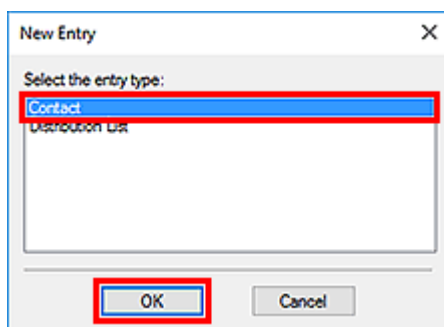 New Entry
Select the entry type:
Contact
Distribution List
OK
Cancel